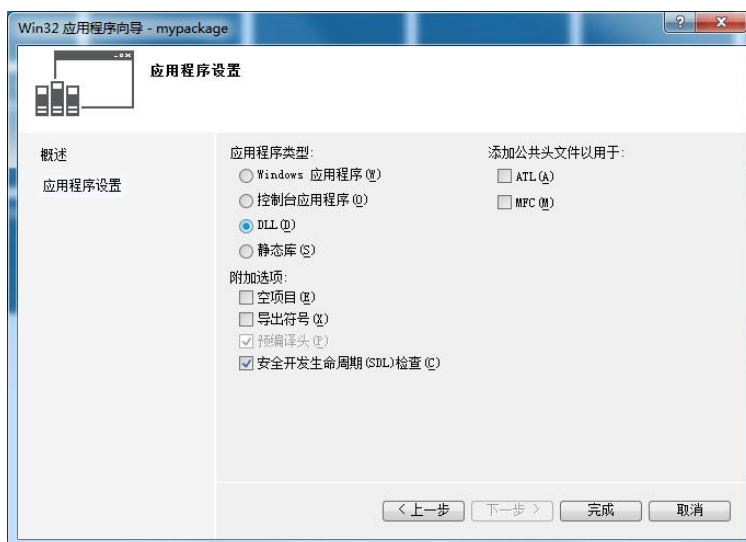 Win32 应用程序向导 - mypackage
应用程序设置
概述
应用程序设置
应用程序类型:
Windows 应用程序(W)
控制台应用程序(O)
DLL(D)
静态库(S)
附加选项:
空项目(E)
导出符号(X)
预编译头(P)
安全开发生命周期(SDL)检查(C)
添加公共头文件以用于:
ATL(A)
MFC(M)
< 上一步
下一步 >
完成
取消